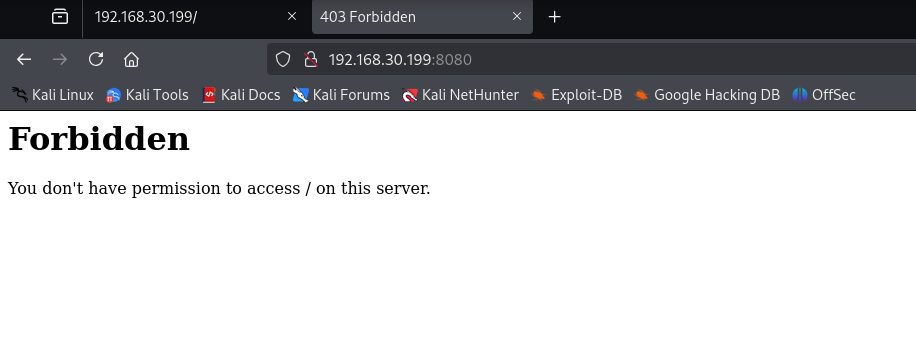 192.168.30.199/
403 Forbidden
192.168.30.199:8080
Kali Linux Kali Tools Kali Docs Kali Forums Kali NetHunter Exploit-DB Google Hacking DB OffSec
Forbidden
You don't have permission to access / on this server.